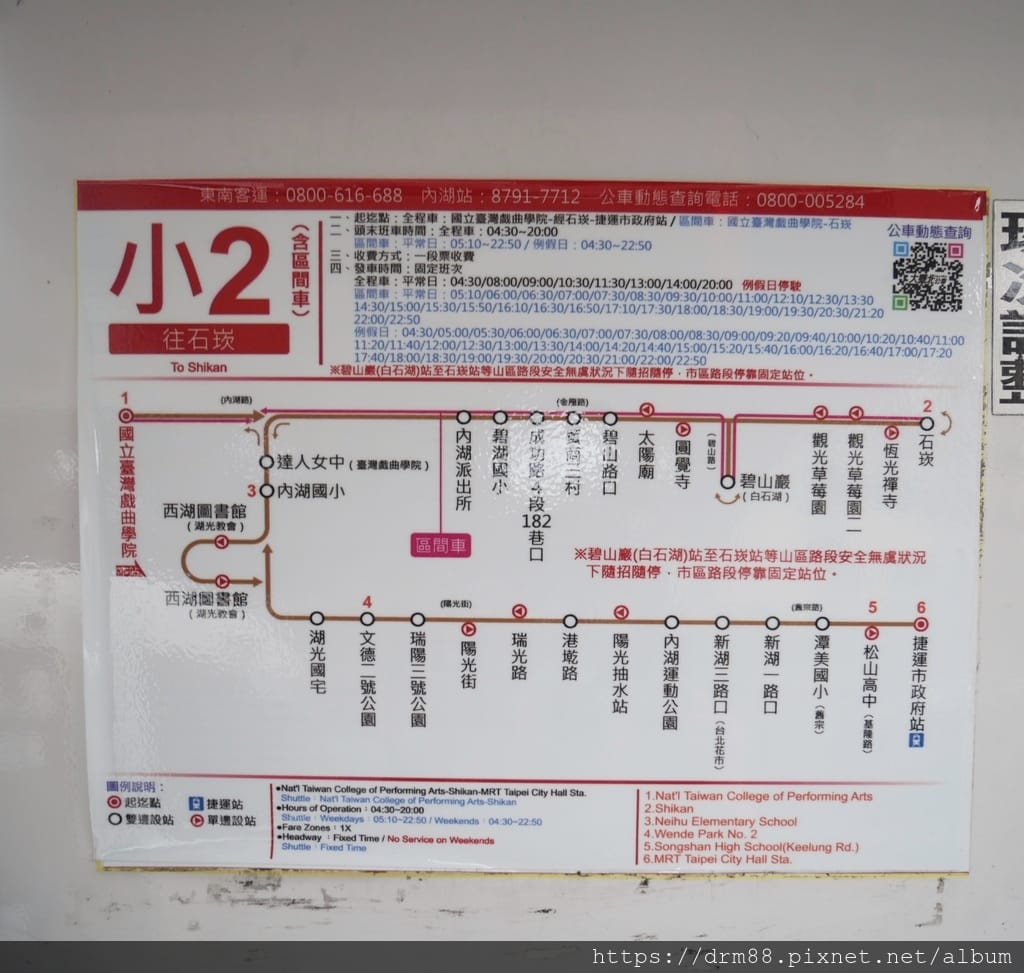 東南客運：0800-616-688 內湖站：8791-7712 公車動態查詢電話：0800-005284
小2
(含區間車)
往石崁
To Shikan
一、起迄點：全程車：國立臺灣戲曲學院-經石崁-捷運市政府站 / 區間車：國立臺灣戲曲學院-石崁
二、頭末班車時間：全程車：04:30~20:00
區間車：平常日：05:10~22:50 / 例假日：04:30~22:50
三、收費方式：一段票收費
四、發車時間：固定班次
全程車：平常日：04:30/08:00/09:00/10:30/11:30/13:00/14:00/20:00 例假日停駛
區間車：平常日：05:10/06:00/06:30/07:00/07:30/08:30/09:30/10:00/11:00/12:10/12:30/13:30
14:30/15:00/15:30/15:50/16:10/16:30/16:50/17:10/17:30/18:00/18:30/19:00/19:30/20:30/21:20
22:00/22:50
例假日：04:30/05:00/05:30/06:00/06:30/07:00/07:30/08:00/08:30/09:00/09:20/09:40/10:00/10:20/10:40/11:00
11:20/11:40/12:00/12:30/13:00/13:30/14:00/14:20/14:40/15:00/15:20/15:40/16:00/16:20/16:40/17:00/17:20
17:40/18:00/18:30/19:00/19:30/20:00/20:30/21:00/22:00/22:50
※碧山巖(白石湖)站至石崁站等山區路段安全無虞狀況下隨招隨停，市區路段停靠固定站位。
公車動態查詢
1
國立臺灣戲曲學院
(內湖路)
達人女中(臺灣戲曲學院)
3 內湖國小
西湖圖書館
(湖光教會)
西湖圖書館
(湖光教會)
內湖派出所
碧湖國小
成功路4段182巷口
(金龍路)
碧山路口
太陽廟
圓覺寺
(碧山路)
碧山巖
(白石湖)
觀光草莓園
觀光草莓園二
恆光禪寺
2
石崁
區間車
※碧山巖(白石湖)站至石崁站等山區路段安全無虞狀況
下隨招隨停，市區路段停靠固定站位。
湖光國宅
4
文德二號公園
瑞陽三號公園
(陽光街)
陽光街
瑞光路
港墘路
陽光抽水站
內湖運動公園
新湖三路口(台北花市)
新湖一路口
(舊宗路)
潭美國小(舊宗)
5
松山高中(基隆路)
6
捷運市政府站
圖例說明：
起迄點 捷運站
雙邊設站 單邊設站
●Nat'l Taiwan College of Performing Arts-Shikan-MRT Taipei City Hall Sta.
Shuttle：Nat'l Taiwan College of Performing Arts-Shikan
●Hours of Operation：04:30~20:00
Shuttle：Weekdays：05:10~22:50 / Weekends：04:30~22:50
●Fare Zones：1X
●Headway：Fixed Time / No Service on Weekends
Shuttle：Fixed Time
1.Nat'l Taiwan College of Performing Arts
2.Shikan
3.Neihu Elementary School
4.Wende Park No. 2
5.Songshan High School(Keelung Rd.)
6.MRT Taipei City Hall Sta.
https://drm88.pixnet.net/album